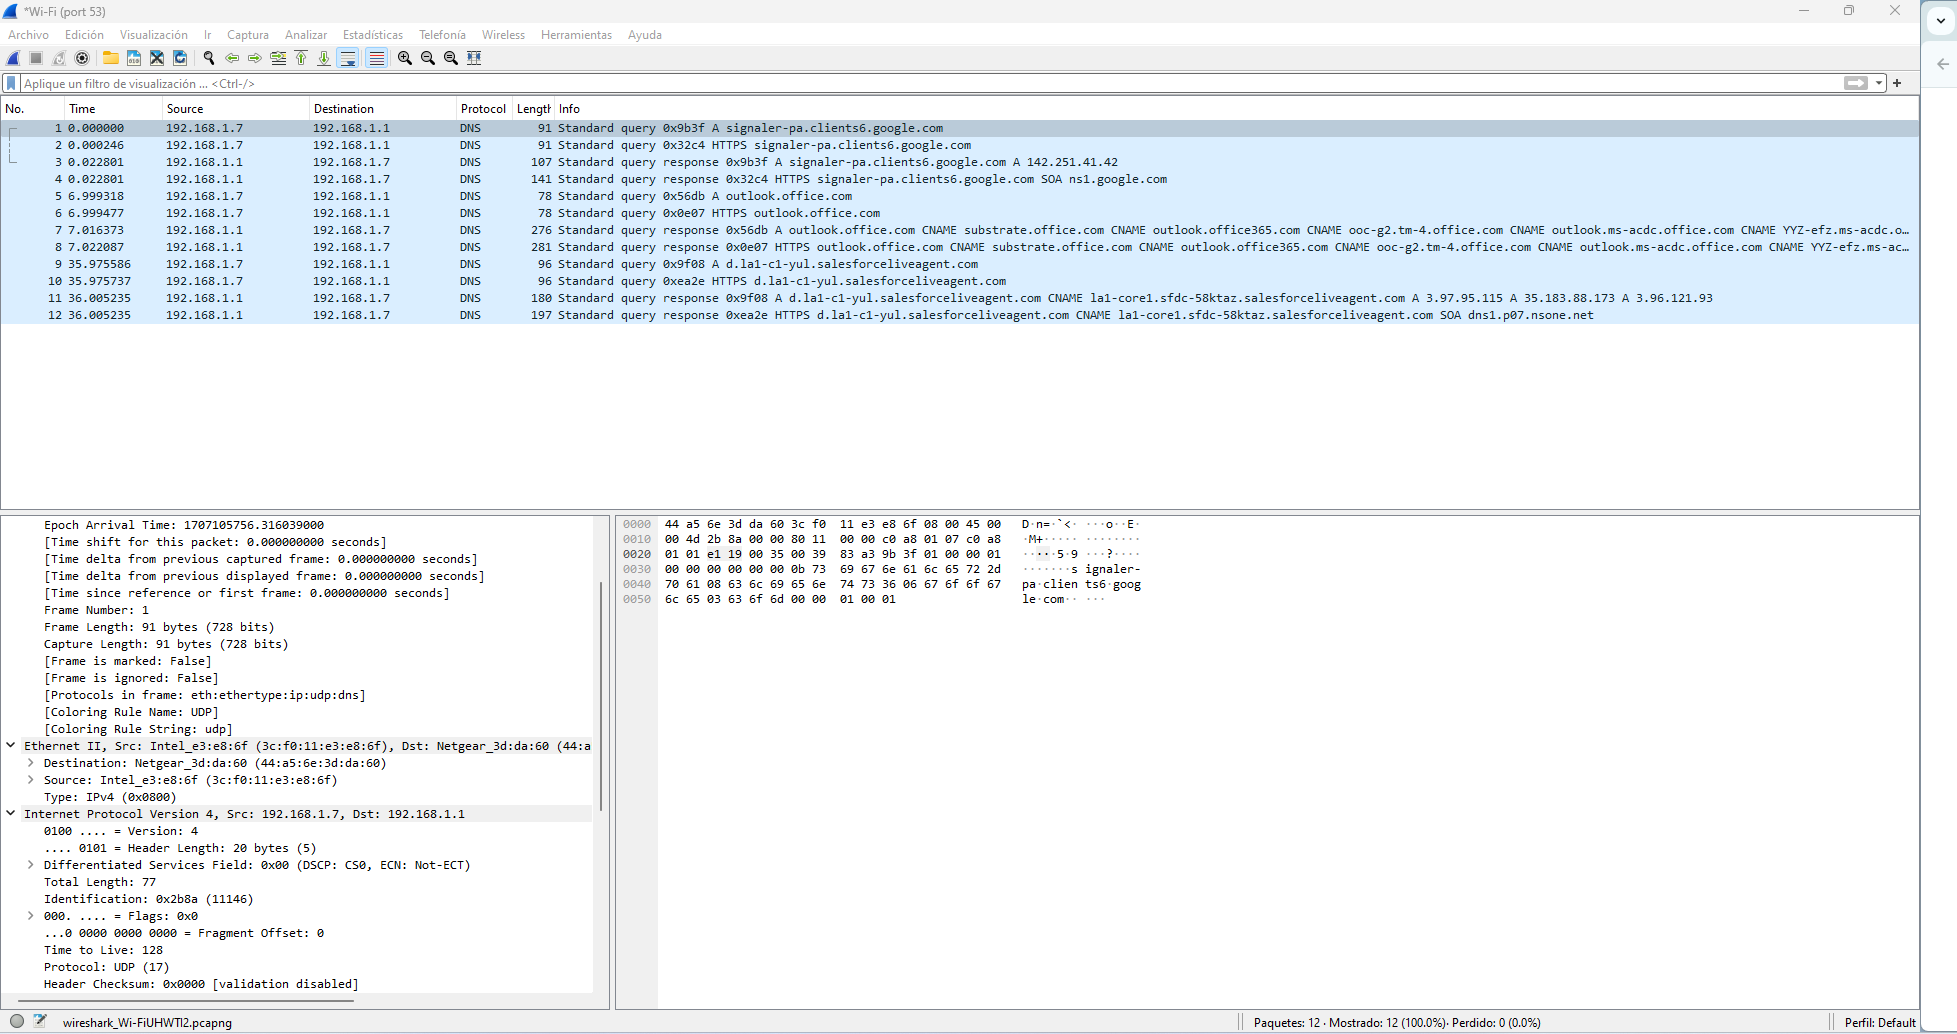 *Wi-Fi (port 53)
Archivo Edición Visualización Ir Captura Analizar Estadísticas Telefonía Wireless Herramientas Ayuda
Aplique un filtro de visualización ... <Ctrl-/>
No. Time Source Destination Protocol Length Info
1 0.000000 192.168.1.7 192.168.1.1 DNS 91 Standard query 0x9b3f A signaler-pa.clients6.google.com
2 0.000246 192.168.1.7 192.168.1.1 DNS 91 Standard query 0x32c4 HTTPS signaler-pa.clients6.google.com
3 0.022801 192.168.1.1 192.168.1.7 DNS 107 Standard query response 0x9b3f A signaler-pa.clients6.google.com A 142.251.41.42
4 0.022801 192.168.1.1 192.168.1.7 DNS 141 Standard query response 0x32c4 HTTPS signaler-pa.clients6.google.com SOA ns1.google.com
5 6.999318 192.168.1.7 192.168.1.1 DNS 78 Standard query 0x56db A outlook.office.com
6 6.999477 192.168.1.7 192.168.1.1 DNS 78 Standard query 0x0e07 HTTPS outlook.office.com
7 7.016373 192.168.1.1 192.168.1.7 DNS 276 Standard query response 0x56db A outlook.office.com CNAME substrate.office.com CNAME outlook.office365.com CNAME ooc-g2.tm-4.office.com CNAME outlook.ms-acdc.office.com CNAME YYZ-efz.ms-acdc.o...
8 7.022087 192.168.1.1 192.168.1.7 DNS 281 Standard query response 0x0e07 HTTPS outlook.office.com CNAME substrate.office.com CNAME outlook.office365.com CNAME ooc-g2.tm-4.office.com CNAME outlook.ms-acdc.office.com CNAME YYZ-efz.ms-ac...
9 35.975586 192.168.1.7 192.168.1.1 DNS 96 Standard query 0x9f08 A d.la1-c1-yul.salesforceliveagent.com
10 35.975737 192.168.1.7 192.168.1.1 DNS 96 Standard query 0xea2e HTTPS d.la1-c1-yul.salesforceliveagent.com
11 36.005235 192.168.1.1 192.168.1.7 DNS 180 Standard query response 0x9f08 A d.la1-c1-yul.salesforceliveagent.com CNAME la1-core1.sfdc-58ktaz.salesforceliveagent.com A 3.97.95.115 A 35.183.88.173 A 3.96.121.93
12 36.005235 192.168.1.1 192.168.1.7 DNS 197 Standard query response 0xea2e HTTPS d.la1-c1-yul.salesforceliveagent.com CNAME la1-core1.sfdc-58ktaz.salesforceliveagent.com SOA dns1.p07.nsone.net
Epoch Arrival Time: 1707105756.316039000
[Time shift for this packet: 0.000000000 seconds]
[Time delta from previous captured frame: 0.000000000 seconds]
[Time delta from previous displayed frame: 0.000000000 seconds]
[Time since reference or first frame: 0.000000000 seconds]
Frame Number: 1
Frame Length: 91 bytes (728 bits)
Capture Length: 91 bytes (728 bits)
[Frame is marked: False]
[Frame is ignored: False]
[Protocols in frame: eth:ethertype:ip:udp:dns]
[Coloring Rule Name: UDP]
[Coloring Rule String: udp]
Ethernet II, Src: Intel_e3:e8:6f (3c:f0:11:e3:e8:6f), Dst: Netgear_3d:da:60 (44:a
Destination: Netgear_3d:da:60 (44:a5:6e:3d:da:60)
Source: Intel_e3:e8:6f (3c:f0:11:e3:e8:6f)
Type: IPv4 (0x0800)
Internet Protocol Version 4, Src: 192.168.1.7, Dst: 192.168.1.1
0100 .... = Version: 4
.... 0101 = Header Length: 20 bytes (5)
Differentiated Services Field: 0x00 (DSCP: CS0, ECN: Not-ECT)
Total Length: 77
Identification: 0x2b8a (11146)
000. .... = Flags: 0x0
...0 0000 0000 0000 = Fragment Offset: 0
Time to Live: 128
Protocol: UDP (17)
Header Checksum: 0x0000 [validation disabled]
0000 44 a5 6e 3d da 60 3c f0 11 e3 e8 6f 08 00 45 00 D·n=·`<· ···o··E·
0010 00 4d 2b 8a 00 00 80 11 00 00 c0 a8 01 07 c0 a8 ·M+····· ········
0020 01 01 e1 19 00 35 00 39 83 a3 9b 3f 01 00 00 01 ·····5·9 ···?····
0030 00 00 00 00 00 00 0b 73 69 67 6e 61 6c 65 72 2d ·······s ignaler-
0040 70 61 08 63 6c 69 65 6e 74 73 36 06 67 6f 6f 67 pa·clien ts6·goog
0050 6c 65 03 63 6f 6d 00 00 01 00 01 le·com·· ···
wireshark_Wi-FiUHWTI2.pcapng
Paquetes: 12 · Mostrado: 12 (100.0%)· Perdido: 0 (0.0%)
Perfil: Default